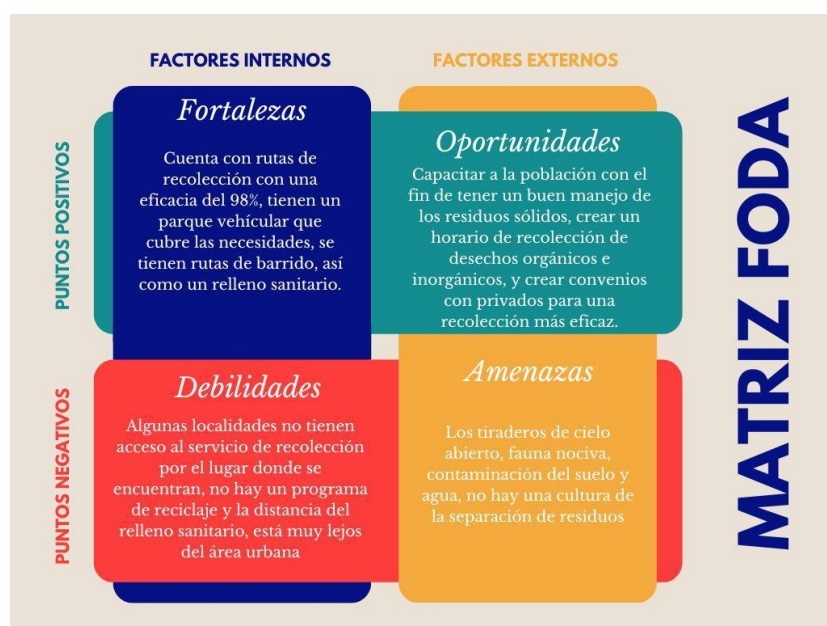 FACTORES INTERNOS
FACTORES EXTERNOS
PUNTOS POSITIVOS
Fortalezas
Cuenta con rutas de
recolección con una
eficacia del 98%, tienen un
parque vehícular que
cubre las necesidades, se
tienen rutas de barrido, así
como un relleno sanitario.
Oportunidades
Capacitar a la población con el
fin de tener un buen manejo de
los residuos sólidos, crear un
horario de recolección de
desechos orgánicos e
inorgánicos, y crear convenios
con privados para una
recolección más eficaz.
PUNTOS NEGATIVOS
Debilidades
Algunas localidades no tienen
acceso al servicio de recolección
por el lugar donde se
encuentran, no hay un programa
de reciclaje y la distancia del
relleno sanitario, está muy lejos
del área urbana
Amenazas
Los tiraderos de cielo
abierto, fauna nociva,
contaminación del suelo y
agua, no hay una cultura de
la separación de residuos
MATRIZ FODA